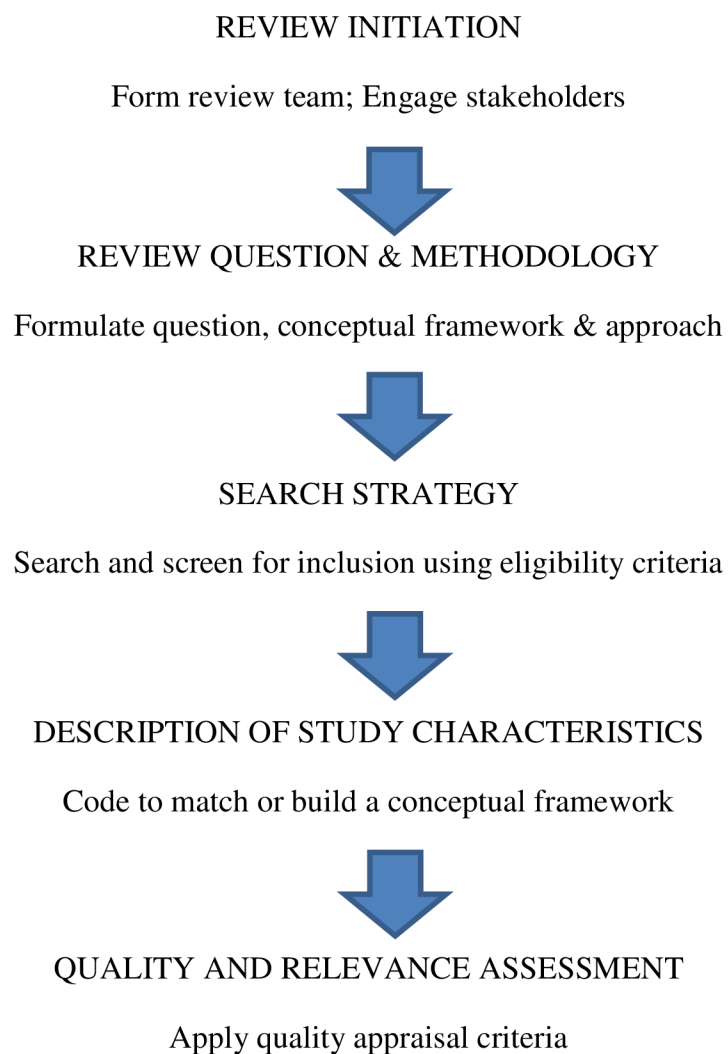 REVIEW INITIATION
Form review team; Engage stakeholders
REVIEW QUESTION & METHODOLOGY
Formulate question, conceptual framework & approach
SEARCH STRATEGY
Search and screen for inclusion using eligibility criteria
DESCRIPTION OF STUDY CHARACTERISTICS
Code to match or build a conceptual framework
QUALITY AND RELEVANCE ASSESSMENT
Apply quality appraisal criteria